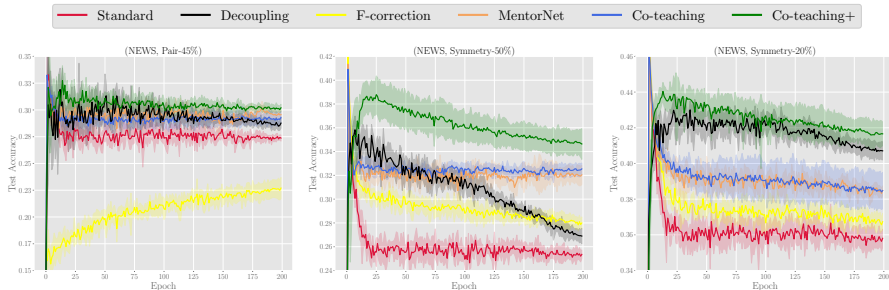 Standard Decoupling F-correction MentorNet Co-teaching Co-teaching+
(NEWS, Pair-45%) (NEWS, Symmetry-50%) (NEWS, Symmetry-20%)
Test Accuracy
0.35
0.33
0.30
0.28
0.25
0.23
0.20
0.17
0.15
0 25 50 75 100 125 150 175 200
Epoch
Test Accuracy
0.42
0.40
0.38
0.36
0.34
0.32
0.30
0.28
0.26
0.24
0 25 50 75 100 125 150 175 200
Epoch
Test Accuracy
0.46
0.44
0.42
0.40
0.38
0.36
0.34
0 25 50 75 100 125 150 175 200
Epoch